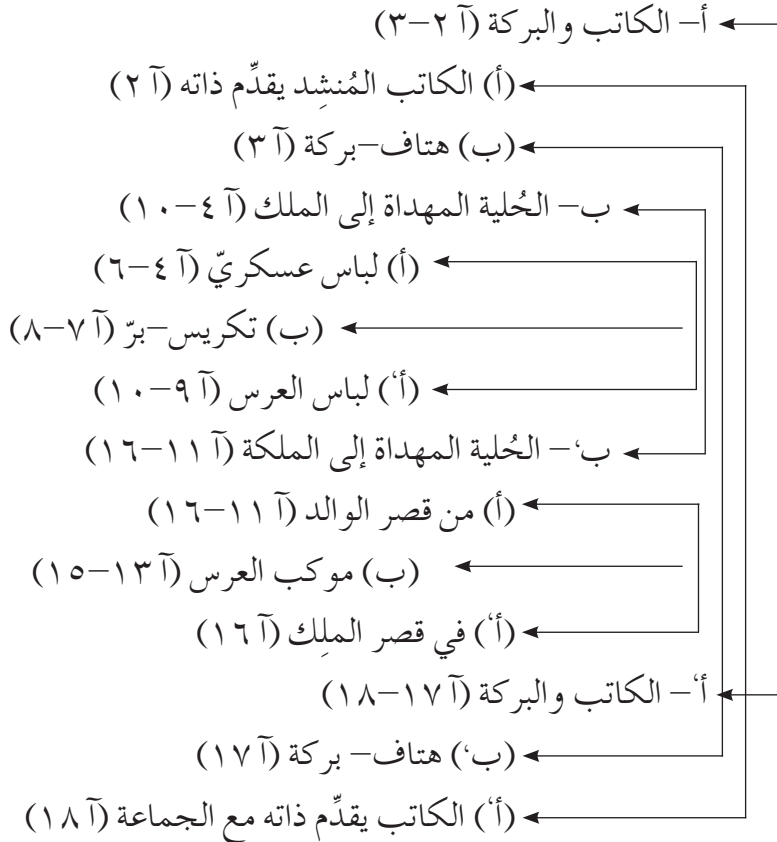 أ– الكاتب والبركة (آ ٢–٣)
(أ) الكاتب المُنشِد يقدِّم ذاته (آ ٢)
(ب) هتاف–بركة (آ ٣)
ب– الحُلية المهداة إلى الملك (آ ٤–١٠)
(أ) لباس عسكريّ (آ ٤–٦)
(ب) تكريس–برّ (آ ٧–٨)
(أ‘) لباس العرس (آ ٩–١٠)
ب‘– الحُلية المهداة إلى الملكة (آ ١١–١٦)
(أ) من قصر الوالد (آ ١١–١٦)
(ب) موكب العرس (آ ١٣–١٥)
(أ‘) في قصر الملِك (آ ١٦)
أ‘– الكاتب والبركة (آ ١٧–١٨)
(ب‘) هتاف– بركة (آ ١٧)
(أ‘) الكاتب يقدِّم ذاته مع الجماعة (آ ١٨)